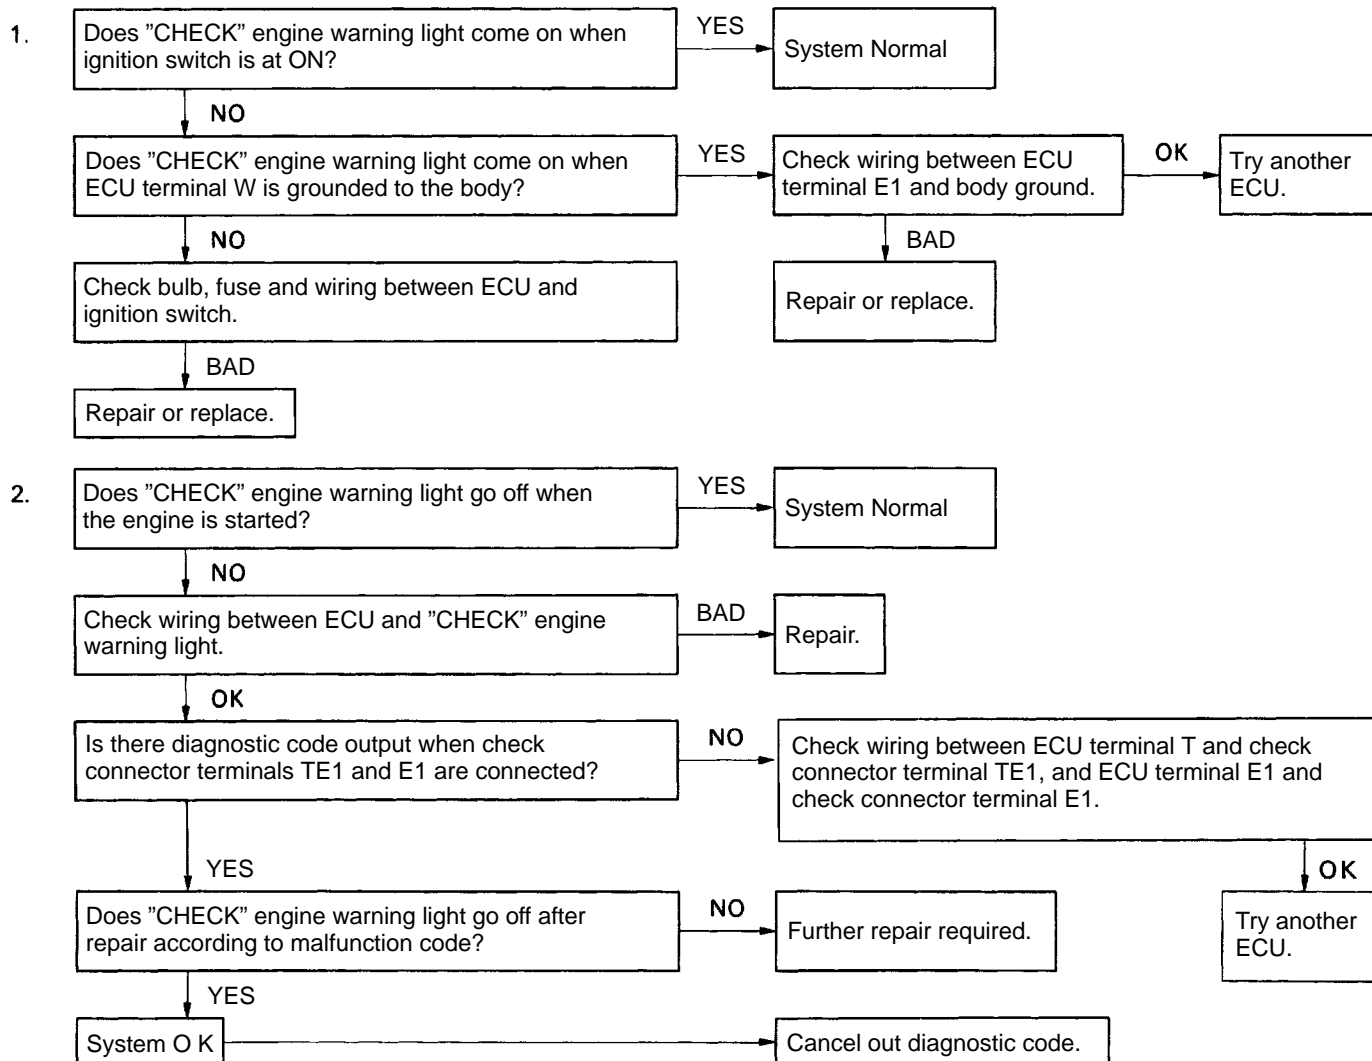 1.
Does "CHECK" engine warning light come on when
ignition switch is at ON?
YES
System Normal
NO
Does "CHECK" engine warning light come on when
ECU terminal W is grounded to the body?
YES
Check wiring between ECU
terminal E1 and body ground.
OK
Try another
ECU.
NO
BAD
Check bulb, fuse and wiring between ECU and
ignition switch.
Repair or replace.
BAD
Repair or replace.
2.
Does "CHECK" engine warning light go off when
the engine is started?
YES
System Normal
NO
Check wiring between ECU and "CHECK" engine
warning light.
BAD
Repair.
OK
Is there diagnostic code output when check
connector terminals TE1 and E1 are connected?
NO
Check wiring between ECU terminal T and check
connector terminal TE1, and ECU terminal E1 and
check connector terminal E1.
YES
OK
Does "CHECK" engine warning light go off after
repair according to malfunction code?
NO
Further repair required.
Try another
ECU.
YES
System O K
Cancel out diagnostic code.